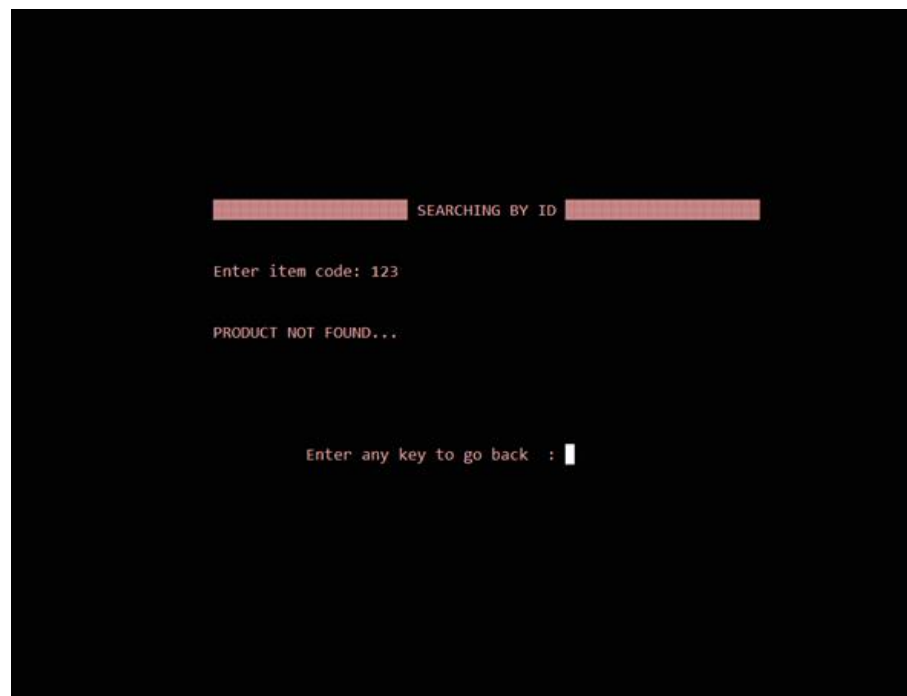 SEARCHING BY ID
Enter item code: 123
PRODUCT NOT FOUND...
Enter any key to go back  :